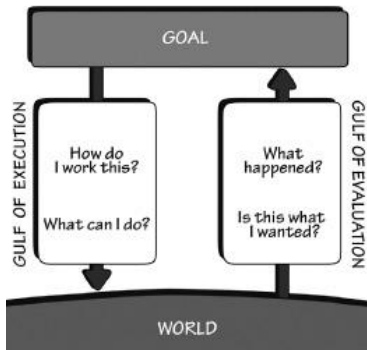 GOAL
GULF OF EXECUTION
How do
I work this?
What can I do?
What
happened?
Is this what
I wanted?
GULF OF EVALUATION
WORLD